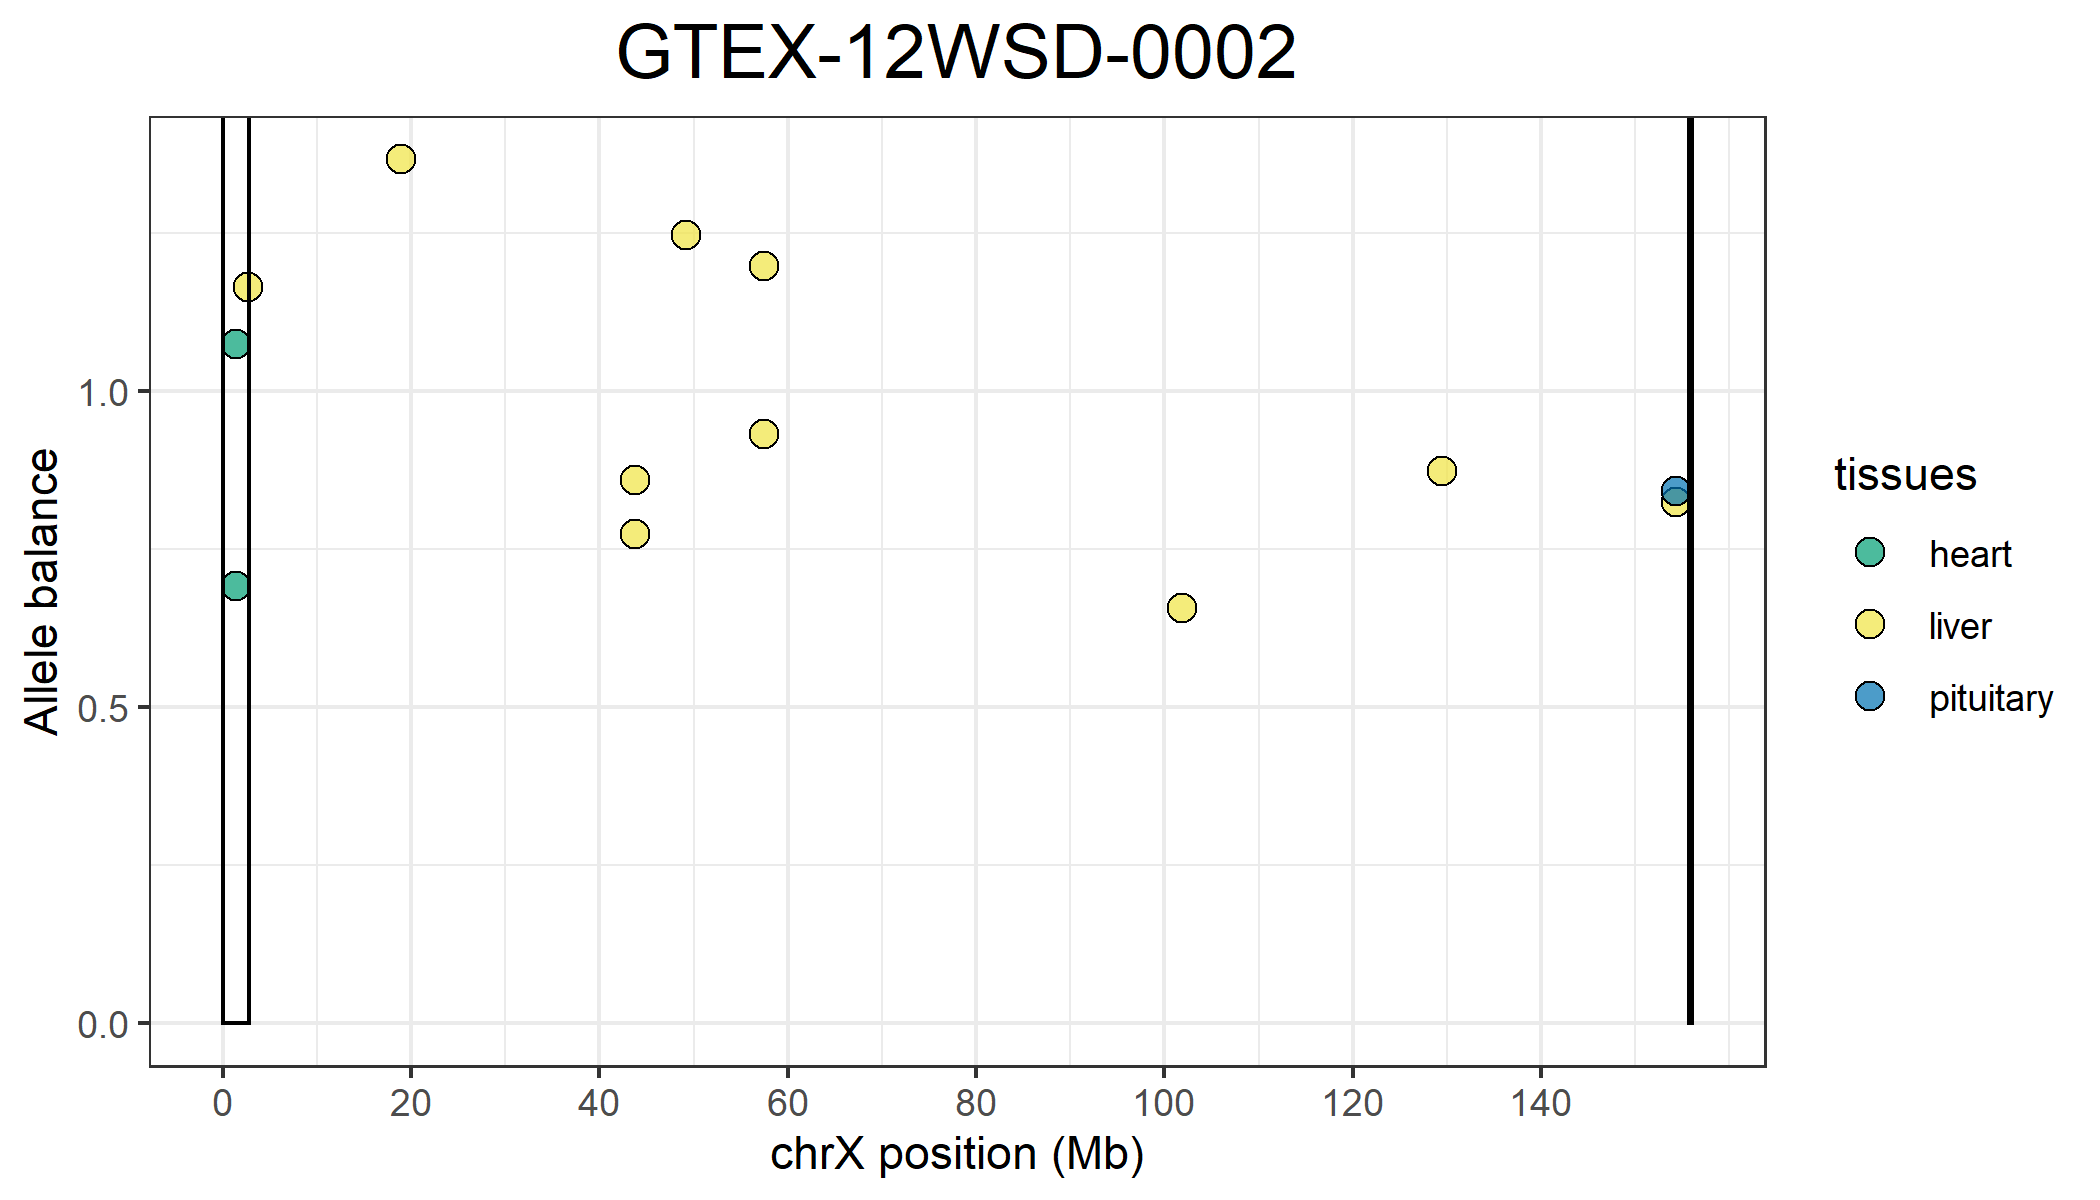 GTEX-12WSD-0002
Allele balance
1.0
0.5
0.0
0 20 40 60 80 100 120 140
chrX position (Mb)
tissues
heart
liver
pituitary